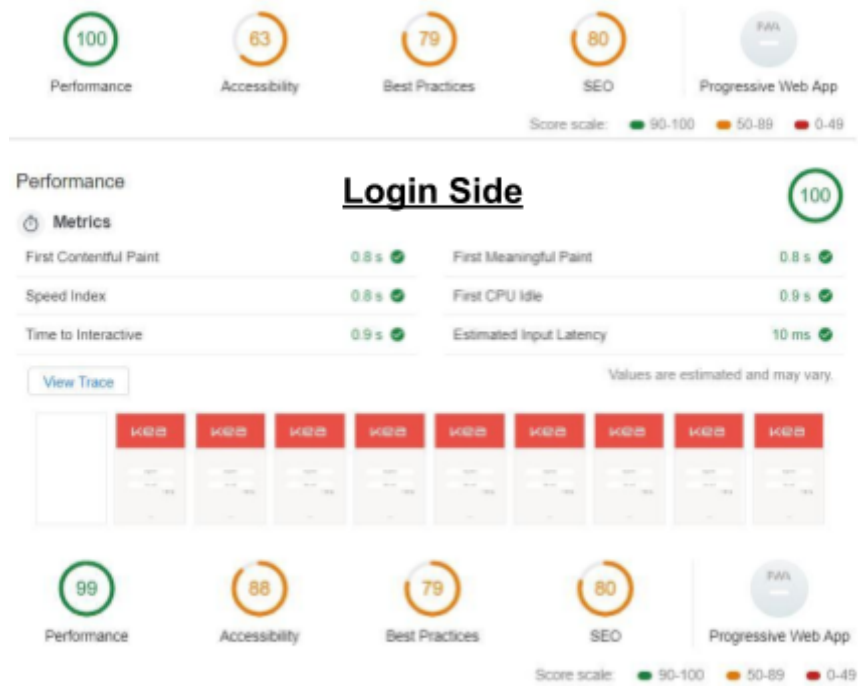 100 63 79 80 PWA
Performance Accessibility Best Practices SEO Progressive Web App
Score scale: 90-100 50-89 0-49
Performance
Login Side
100
Metrics
First Contentful Paint 0.8 s First Meaningful Paint 0.8 s
Speed Index 0.8 s First CPU Idle 0.9 s
Time to Interactive 0.9 s Estimated Input Latency 10 ms
View Trace Values are estimated and may vary.
kea kea kea kea kea kea kea kea kea
99 88 79 80 PWA
Performance Accessibility Best Practices SEO Progressive Web App
Score scale: 90-100 50-89 0-49